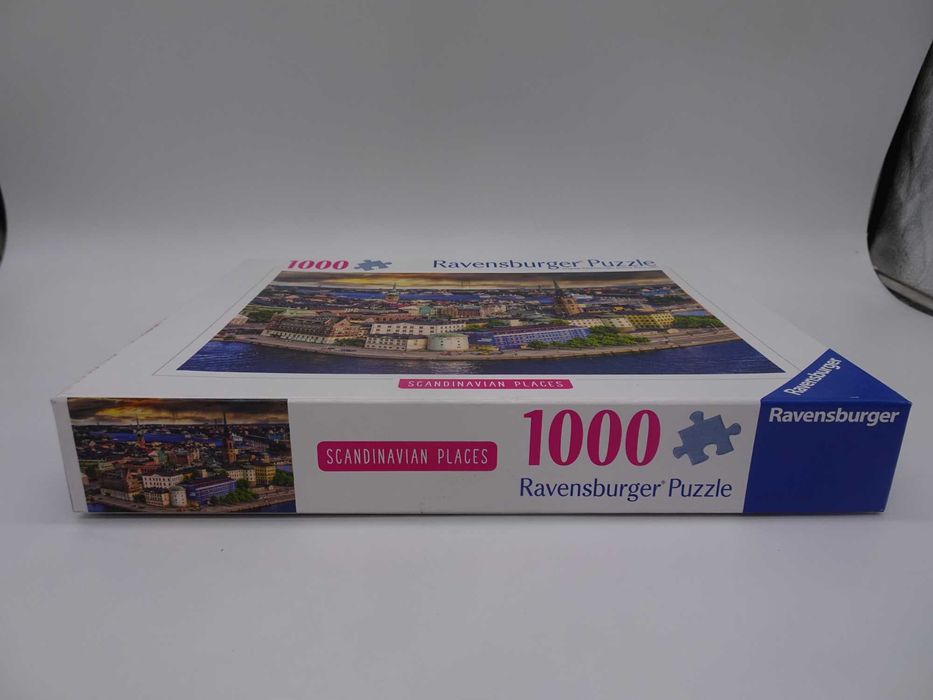 1000
Ravensburger® Puzzle
SCANDINAVIAN PLACES
Ravensburger
SCANDINAVIAN PLACES
1000
Ravensburger® Puzzle
Ravensburger